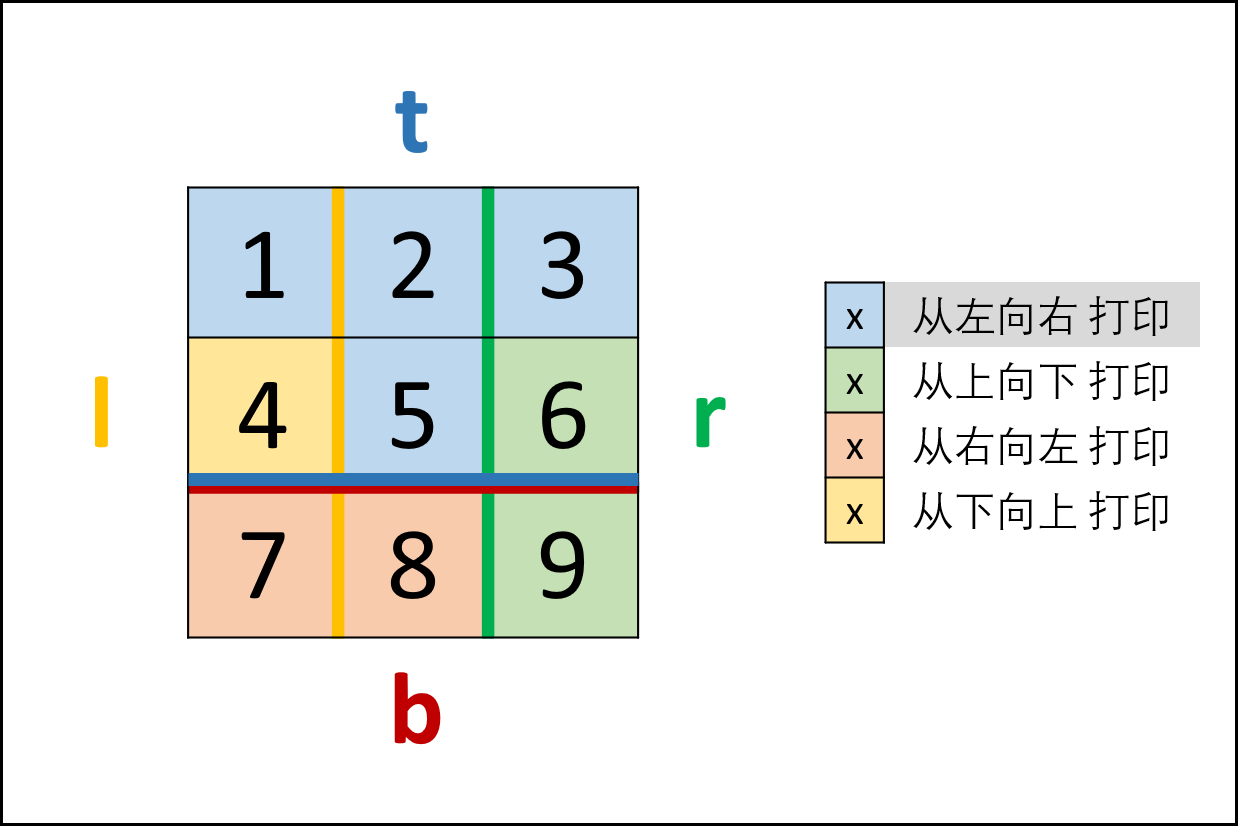 t
1 2 3
l 4 5 6 r
7 8 9
b
x 从左向右 打印
x 从上向下 打印
x 从右向左 打印
x 从下向上 打印